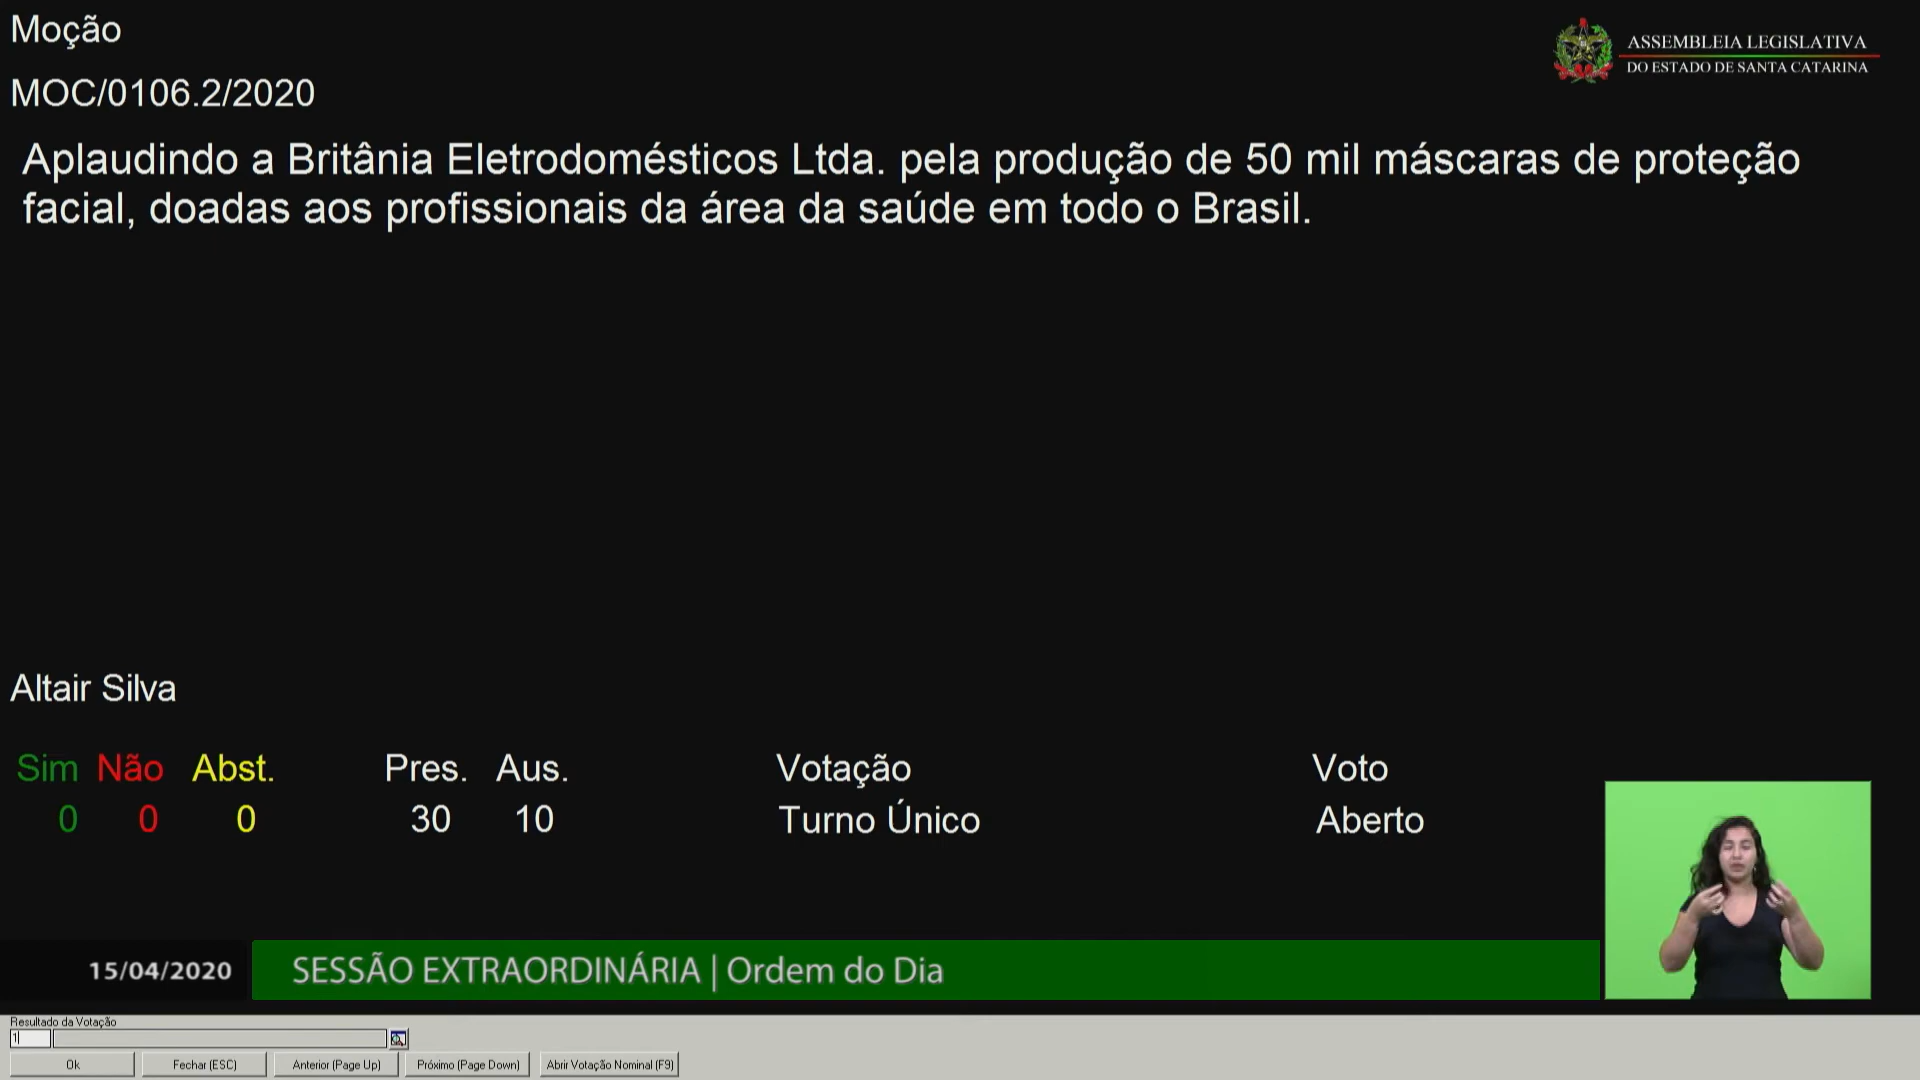 Moção
ASSEMBLEIA LEGISLATIVA
DO ESTADO DE SANTA CATARINA
MOC/0106.2/2020
Aplaudindo a Britânia Eletrodomésticos Ltda. pela produção de 50 mil máscaras de proteção
facial, doadas aos profissionais da área da saúde em todo o Brasil.
Altair Silva
Sim Não Abst. Pres. Aus. Votação Voto
0 0 0 30 10 Turno Único Aberto
15/04/2020 SESSÃO EXTRAORDINÁRIA | Ordem do Dia
Resultado da Votação
1
Ok Fechar (ESC) Anterior (Page Up) Próximo (Page Down) Abrir Votação Nominal (F9)